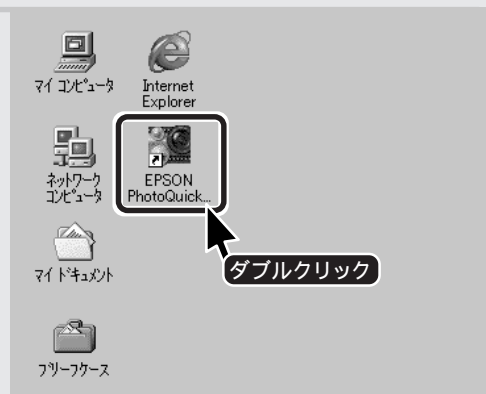 マイ コンピュータ
Internet
Explorer
ネットワーク
コンピュータ
EPSON
PhotoQuick...
ダブルクリック
マイ ドキュメント
ブリーフケース